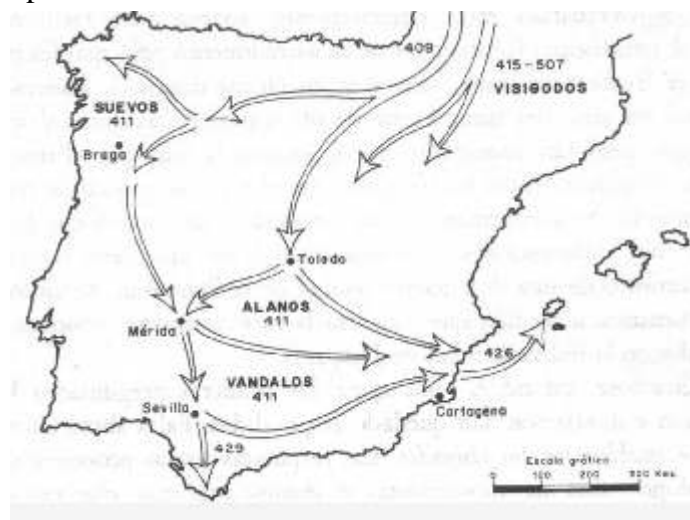 409
415-507
VISIGODOS
SUEVOS
411
Braga
Toledo
ALANOS
411
Mérida
426
VANDALOS
411
Sevilla
Cartagena
429
Escala gráfica
0 100 200 300 Kms.